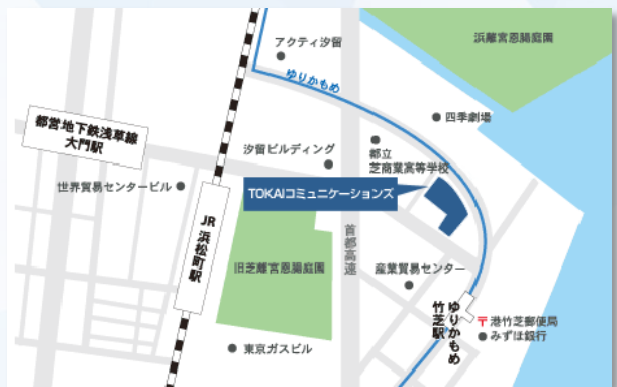 アクティ汐留
浜離宮恩賜庭園
ゆりかもめ
四季劇場
都営地下鉄浅草線
大門駅
汐留ビルディング
都立
芝商業高等学校
世界貿易センタービル
TOKAIコミュニケーションズ
JR
浜松町駅
首都高速
旧芝離宮恩賜庭園
産業貿易センター
ゆりかもめ
竹芝駅
〒港竹芝郵便局
みずほ銀行
東京ガスビル